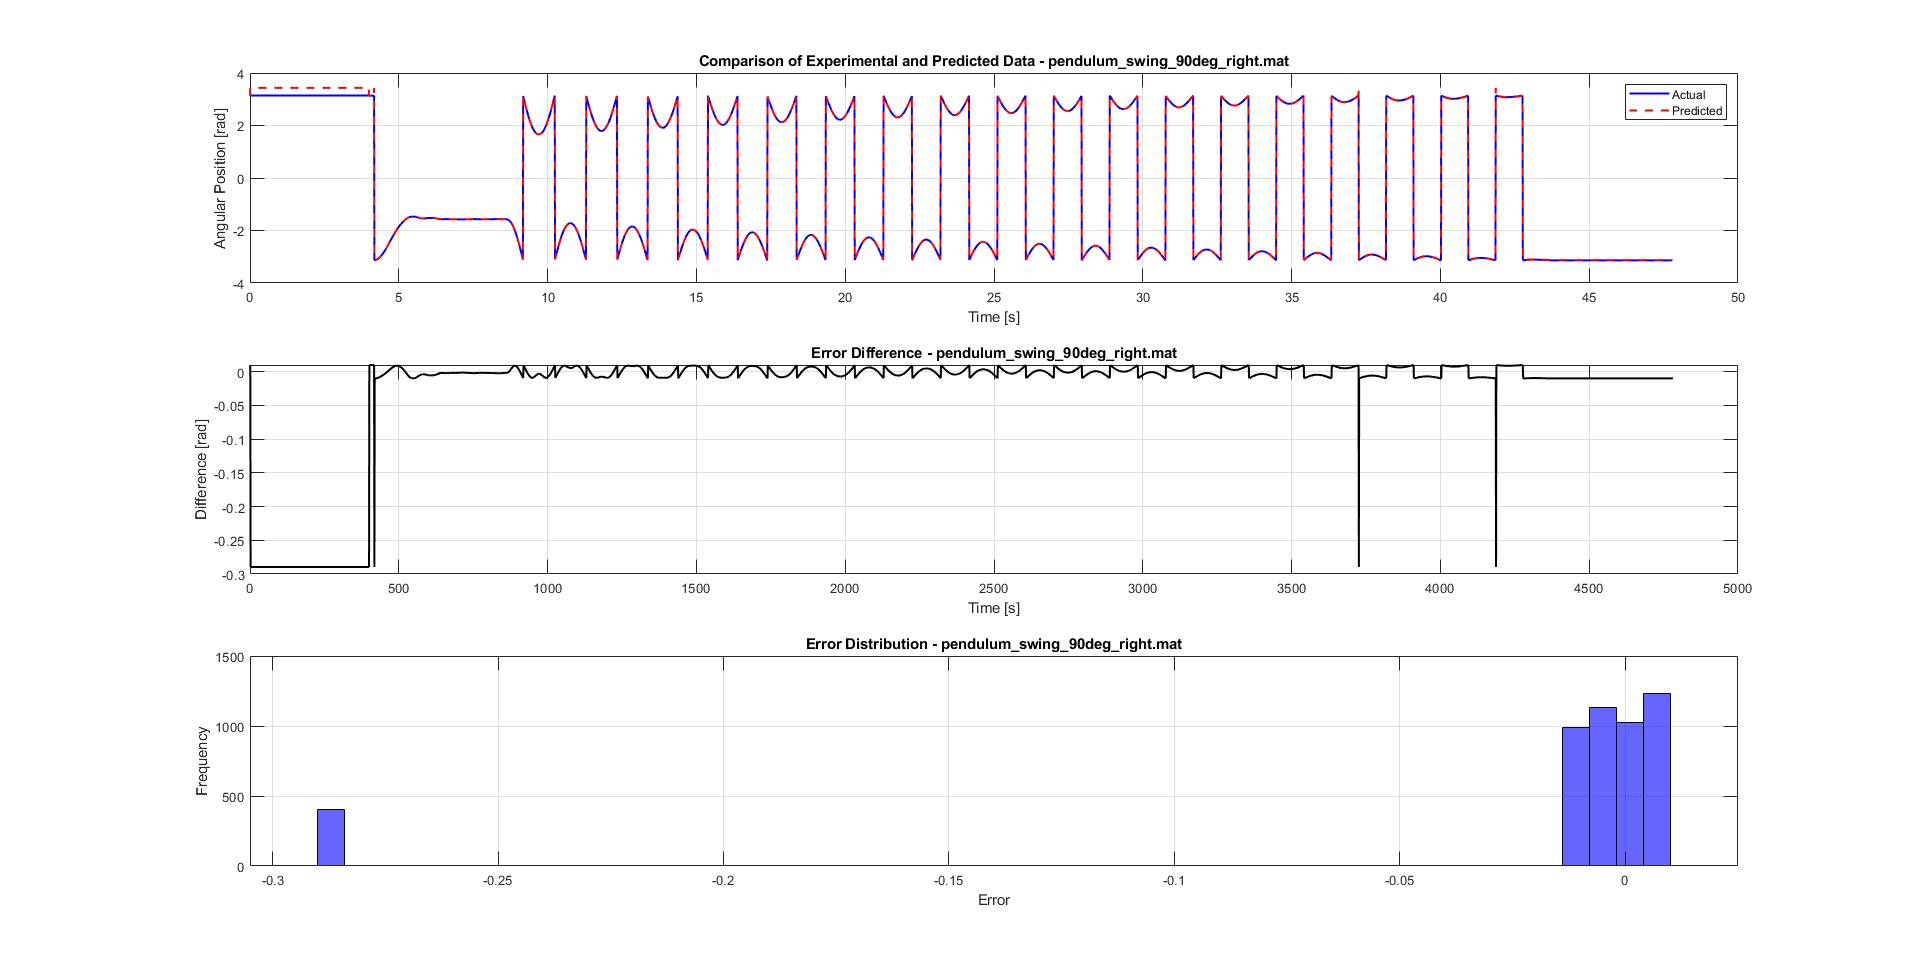 Comparison of Experimental and Predicted Data - pendulum_swing_90deg_right.mat
4
2
0
-2
-4
Angular Position [rad]
Actual
Predicted
0 5 10 15 20 25 30 35 40 45 50
Time [s]
Error Difference - pendulum_swing_90deg_right.mat
0
-0.05
-0.1
-0.15
-0.2
-0.25
-0.3
Difference [rad]
0 500 1000 1500 2000 2500 3000 3500 4000 4500 5000
Time [s]
Error Distribution - pendulum_swing_90deg_right.mat
1500
1000
500
0
Frequency
-0.3 -0.25 -0.2 -0.15 -0.1 -0.05 0
Error